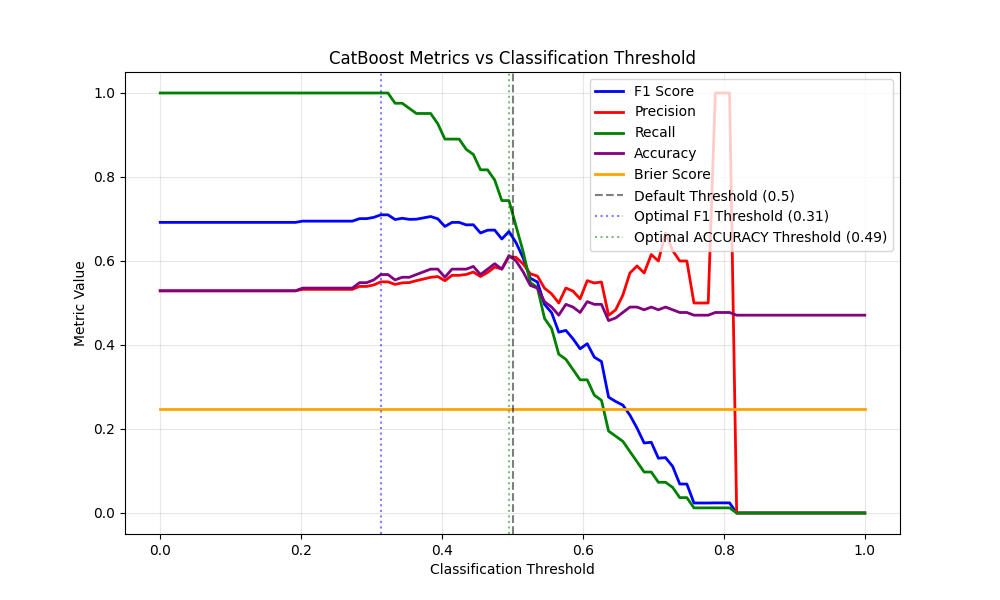 CatBoost Metrics vs Classification Threshold
Metric Value
1.0
0.8
0.6
0.4
0.2
0.0
F1 Score
Precision
Recall
Accuracy
Brier Score
Default Threshold (0.5)
Optimal F1 Threshold (0.31)
Optimal ACCURACY Threshold (0.49)
0.0 0.2 0.4 0.6 0.8 1.0
Classification Threshold